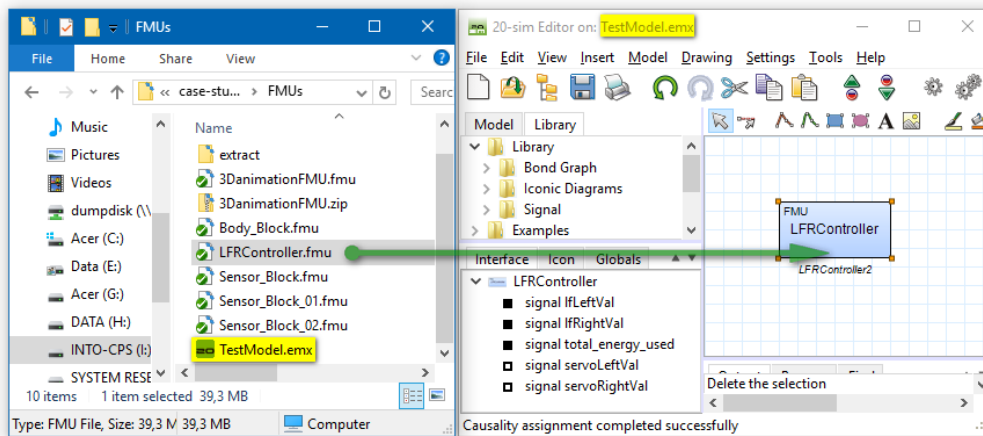 FMUs
File Home Share View
« case-stu... > FMUs
Searc
Music
Pictures
Videos
dumpdisk (\\
Acer (C:)
Data (E:)
Acer (G:)
DATA (H:)
INTO-CPS (I:)
SYSTEM RESE
Name
extract
3DanimationFMU.fmu
3DanimationFMU.zip
Body_Block.fmu
LFRController.fmu
Sensor_Block.fmu
Sensor_Block_01.fmu
Sensor_Block_02.fmu
TestModel.emx
10 items 1 item selected 39,3 MB
Type: FMU File, Size: 39,3 M 39,3 MB Computer
20-sim Editor on: TestModel.emx
File Edit View Insert Model Drawing Settings Tools Help
Model Library
Library
Bond Graph
Iconic Diagrams
Signal
Examples
Interface Icon Globals
LFRController
signal lfLeftVal
signal lfRightVal
signal total_energy_used
signal servoLeftVal
signal servoRightVal
FMU
LFRController
LFRController2
Delete the selection
Causality assignment completed successfully